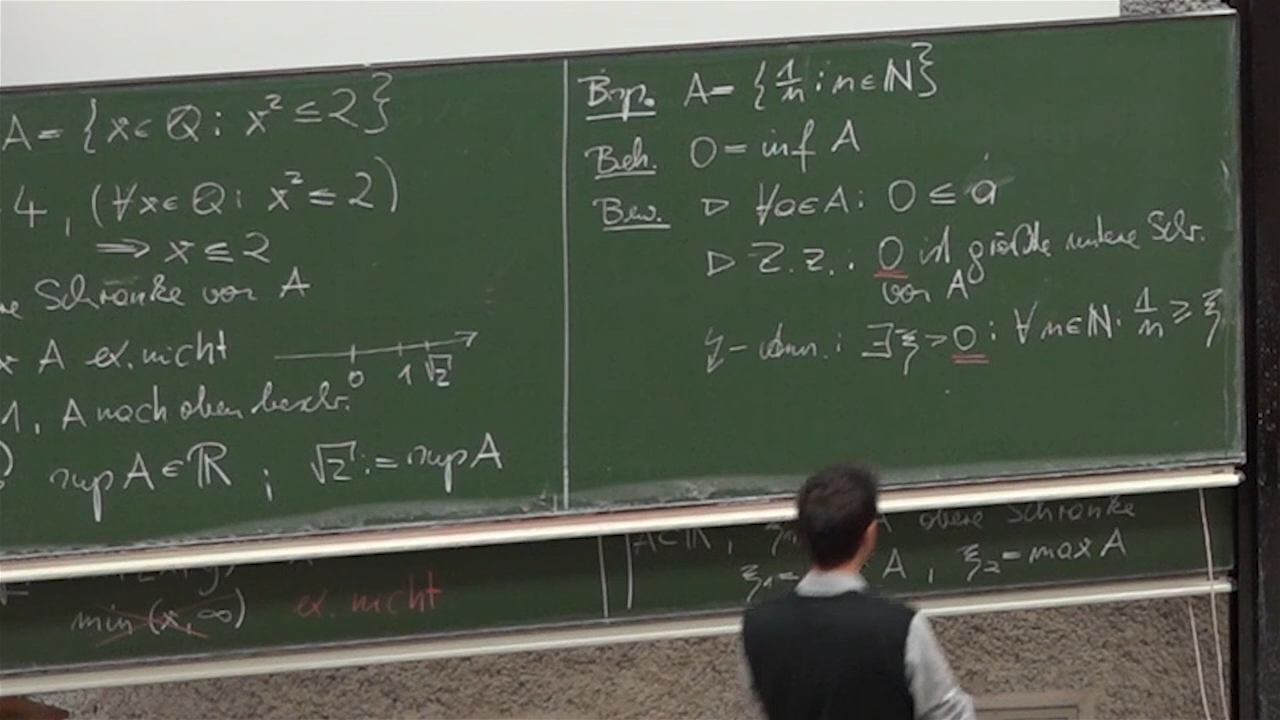 A = {x ∈ ℚ : x² ≤ 2}
4, (∀x ∈ ℚ : x² ≤ 2)
⟹ x ≤ 2
Schranke von A
A ex. nicht
0 1 √2
1, A nach oben beschr.
sup A ∈ ℝ ; √2 := sup A
Bsp. A = {1/n : n ∈ ℕ}
Beh. 0 = inf A
Bew. ▷ ∀a ∈ A : 0 ≤ a
▷ Z.z.: 0 ist größte untere Schr.
von A
↯-Ann.: ∃ξ > 0 : ∀n ∈ ℕ : 1/n ≥ ξ
min (x, ∞) ex. nicht
A ⊂ ℝ, obere Schranke
ξ₁ = A, ξ₂ = max A